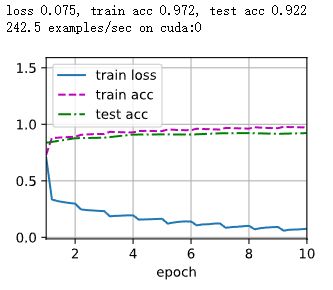 loss 0.075, train acc 0.972, test acc 0.922
242.5 examples/sec on cuda:0
1.5
1.0
0.5
0.0
train loss
train acc
test acc
2 4 6 8 10
epoch